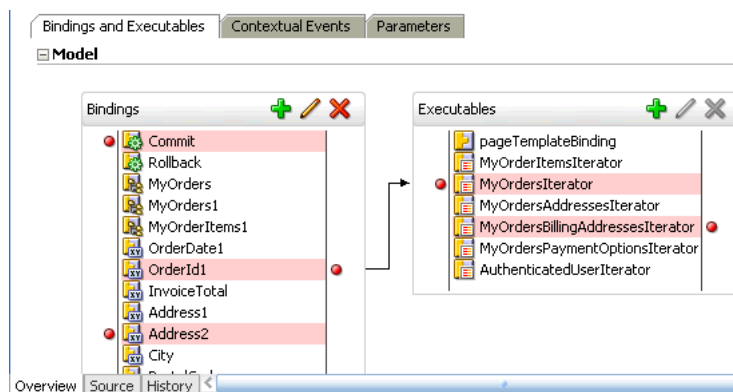 Bindings and Executables Contextual Events Parameters
Model
Bindings
Executables
Commit
Rollback
MyOrders
MyOrders1
MyOrderItems1
OrderDate1
OrderId1
InvoiceTotal
Address1
Address2
City
pageTemplateBinding
MyOrderItemsIterator
MyOrdersIterator
MyOrdersAddressesIterator
MyOrdersBillingAddressesIterator
MyOrdersPaymentOptionsIterator
AuthenticatedUserIterator
Overview Source History